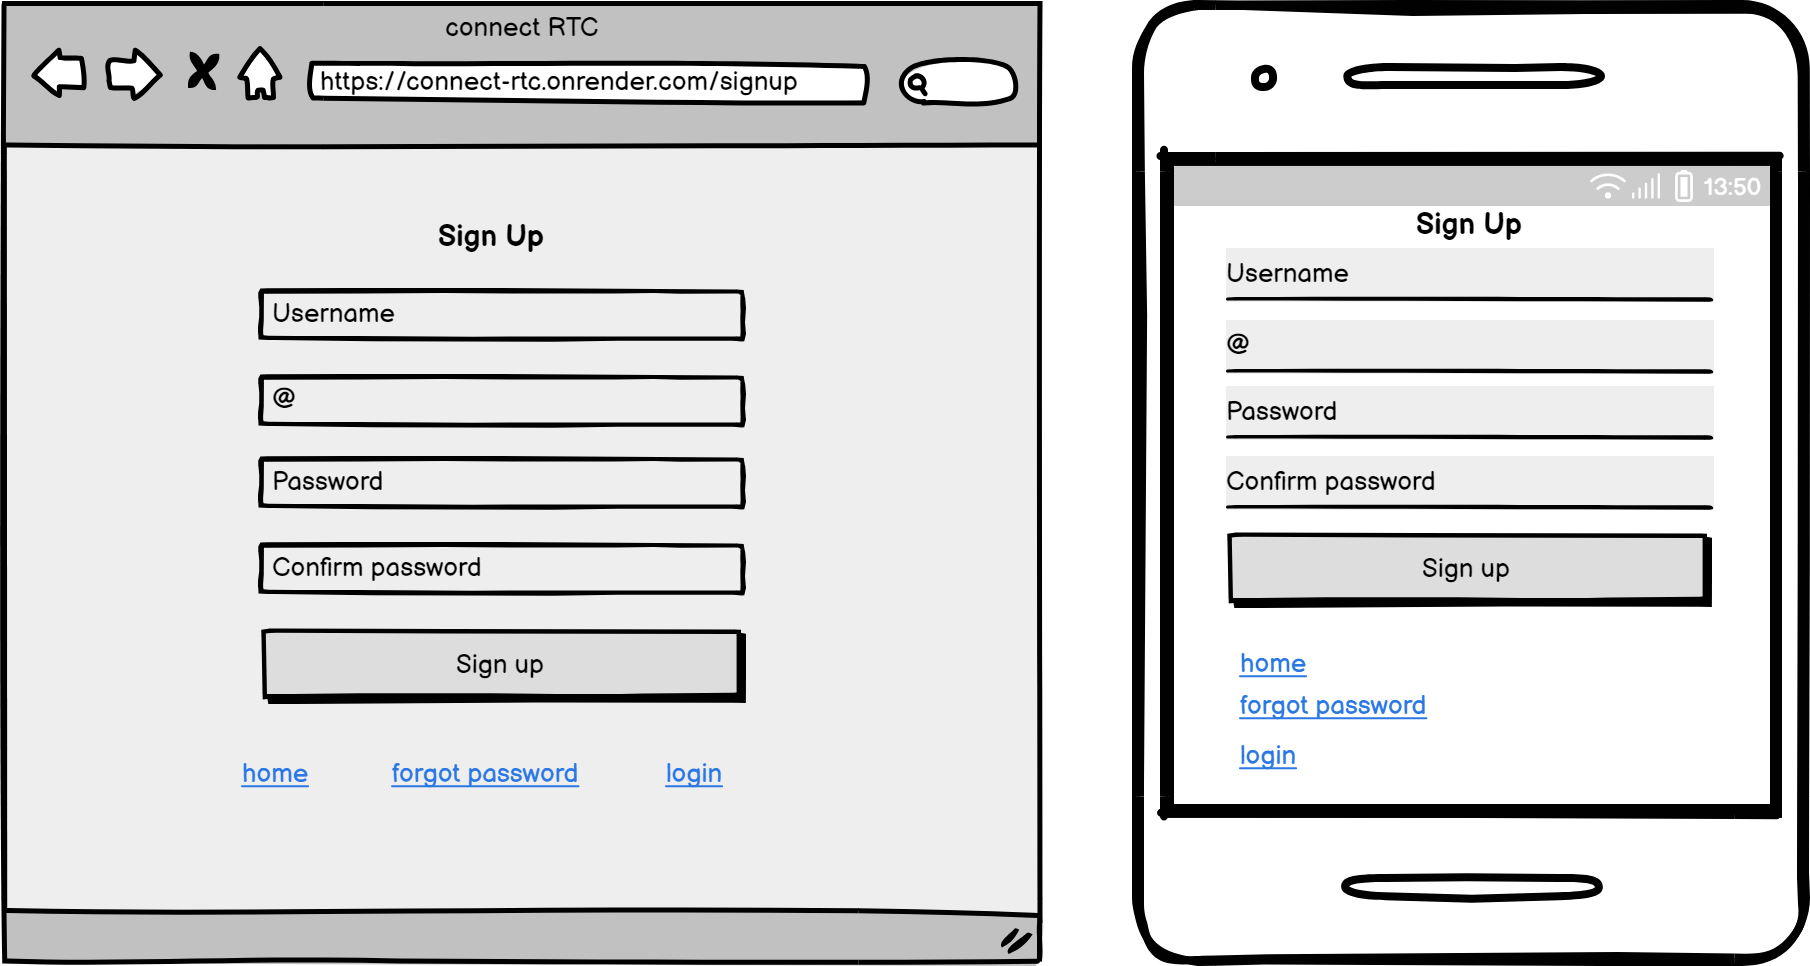 connect RTC
https://connect-rtc.onrender.com/signup
Sign Up
Username
@
Password
Confirm password
Sign up
home forgot password login
13:50
Sign Up
Username
@
Password
Confirm password
Sign up
home
forgot password
login